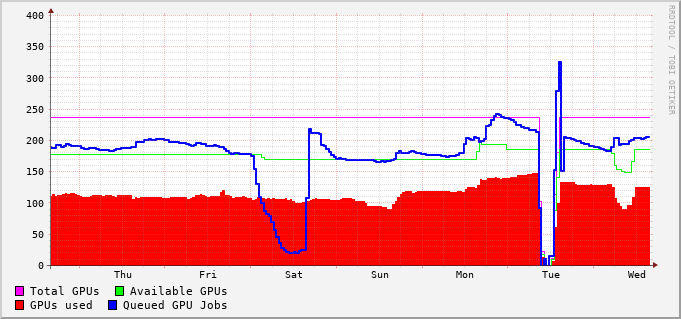 400
350
300
250
200
150
100
50
0
Thu Fri Sat Sun Mon Tue Wed
Total GPUs Available GPUs
GPUs used Queued GPU Jobs
RRDTOOL / TOBI OETIKER